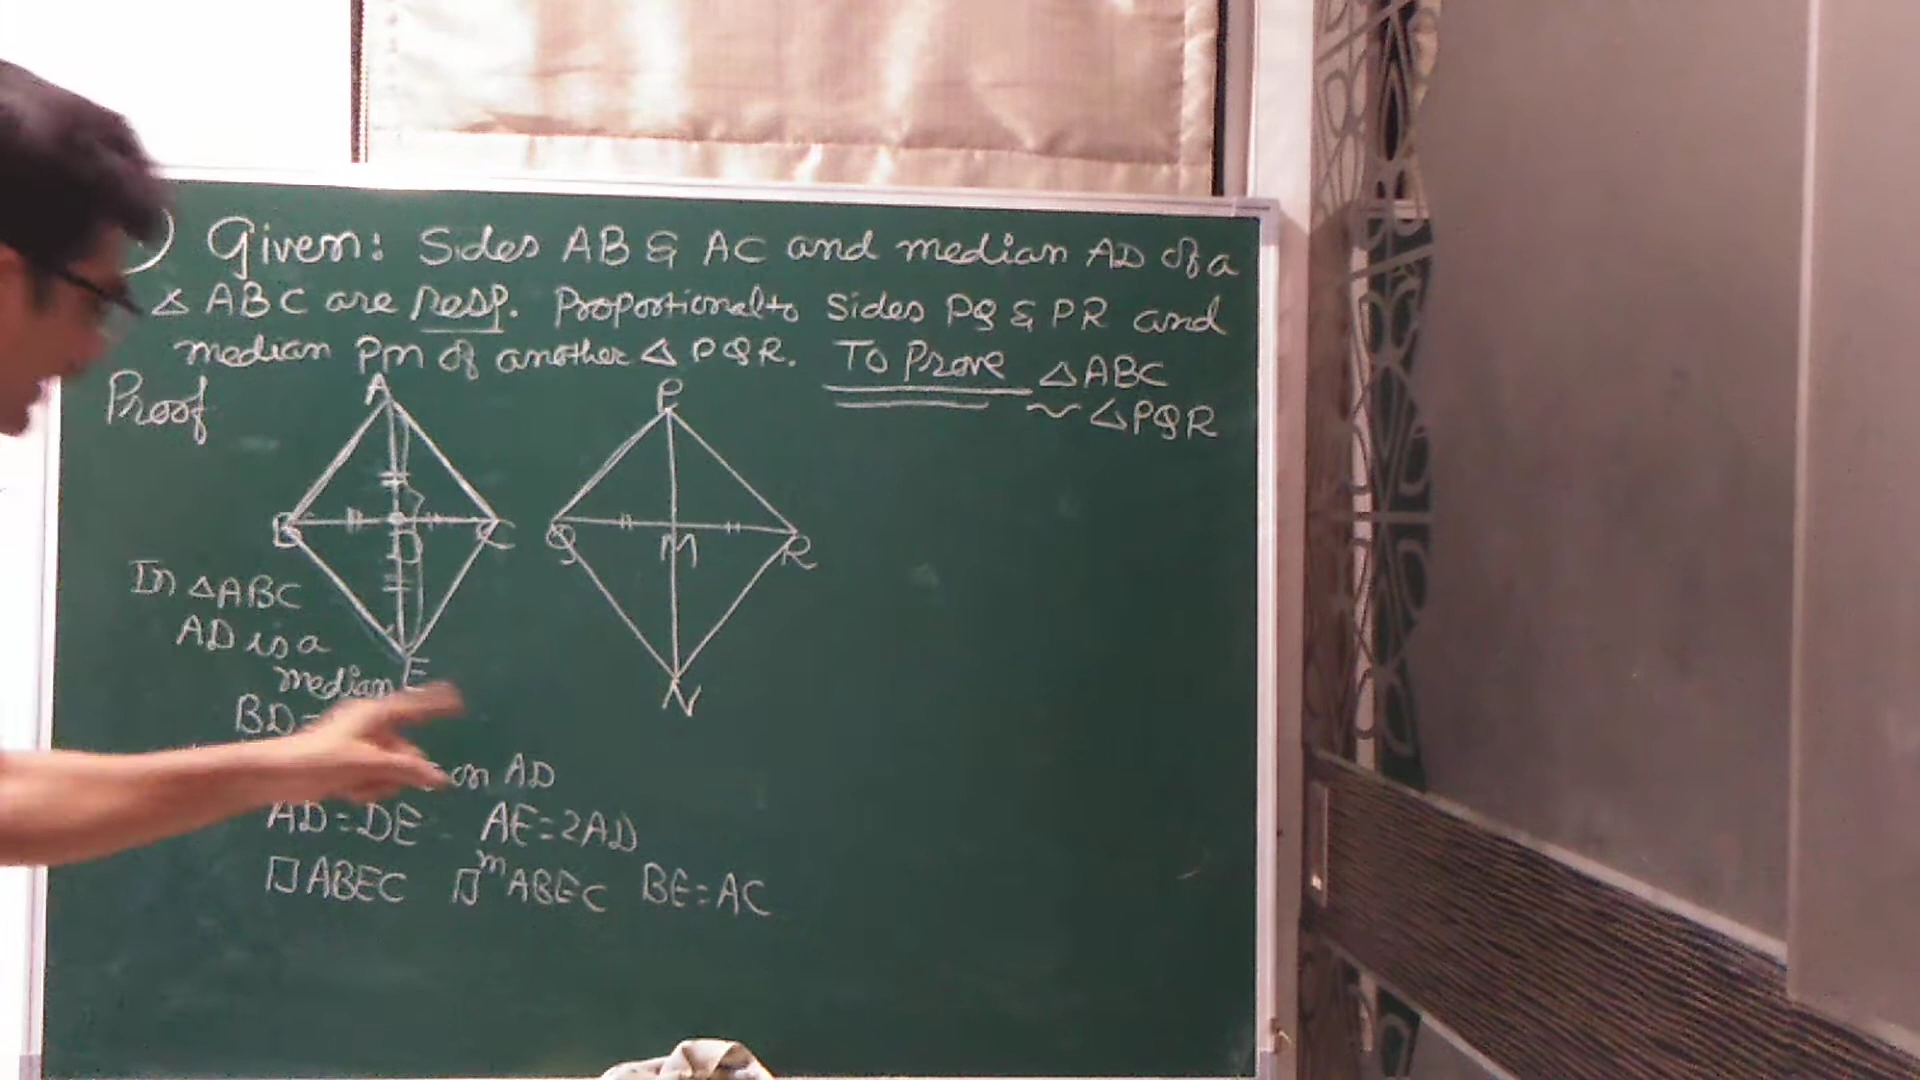 ) Given: Sides AB & AC and median AD of a
△ ABC are resp. Proportional to Sides PQ & PR and
median PM of another △ PQR. To Prove △ABC
~ △PQR
Proof
A
P
B
D
C
Q
M
R
In △ABC
AD is a
median
E
N
BD=
on AD
AD=DE AE=2AD
▱ABEC ▱ᵐABEC BE=AC